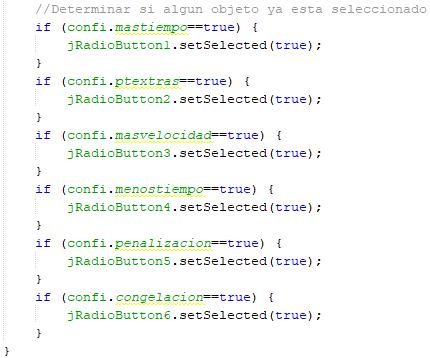 //Determinar si algun objeto ya esta seleccionado
if (confi.mastiempo==true) {
jRadioButton1.setSelected(true);
}
if (confi.ptextras==true) {
jRadioButton2.setSelected(true);
}
if (confi.masvelocidad==true) {
jRadioButton3.setSelected(true);
}
if (confi.menostiempo==true) {
jRadioButton4.setSelected(true);
}
if (confi.penalizacion==true) {
jRadioButton5.setSelected(true);
}
if (confi.congelacion==true) {
jRadioButton6.setSelected(true);
}
}